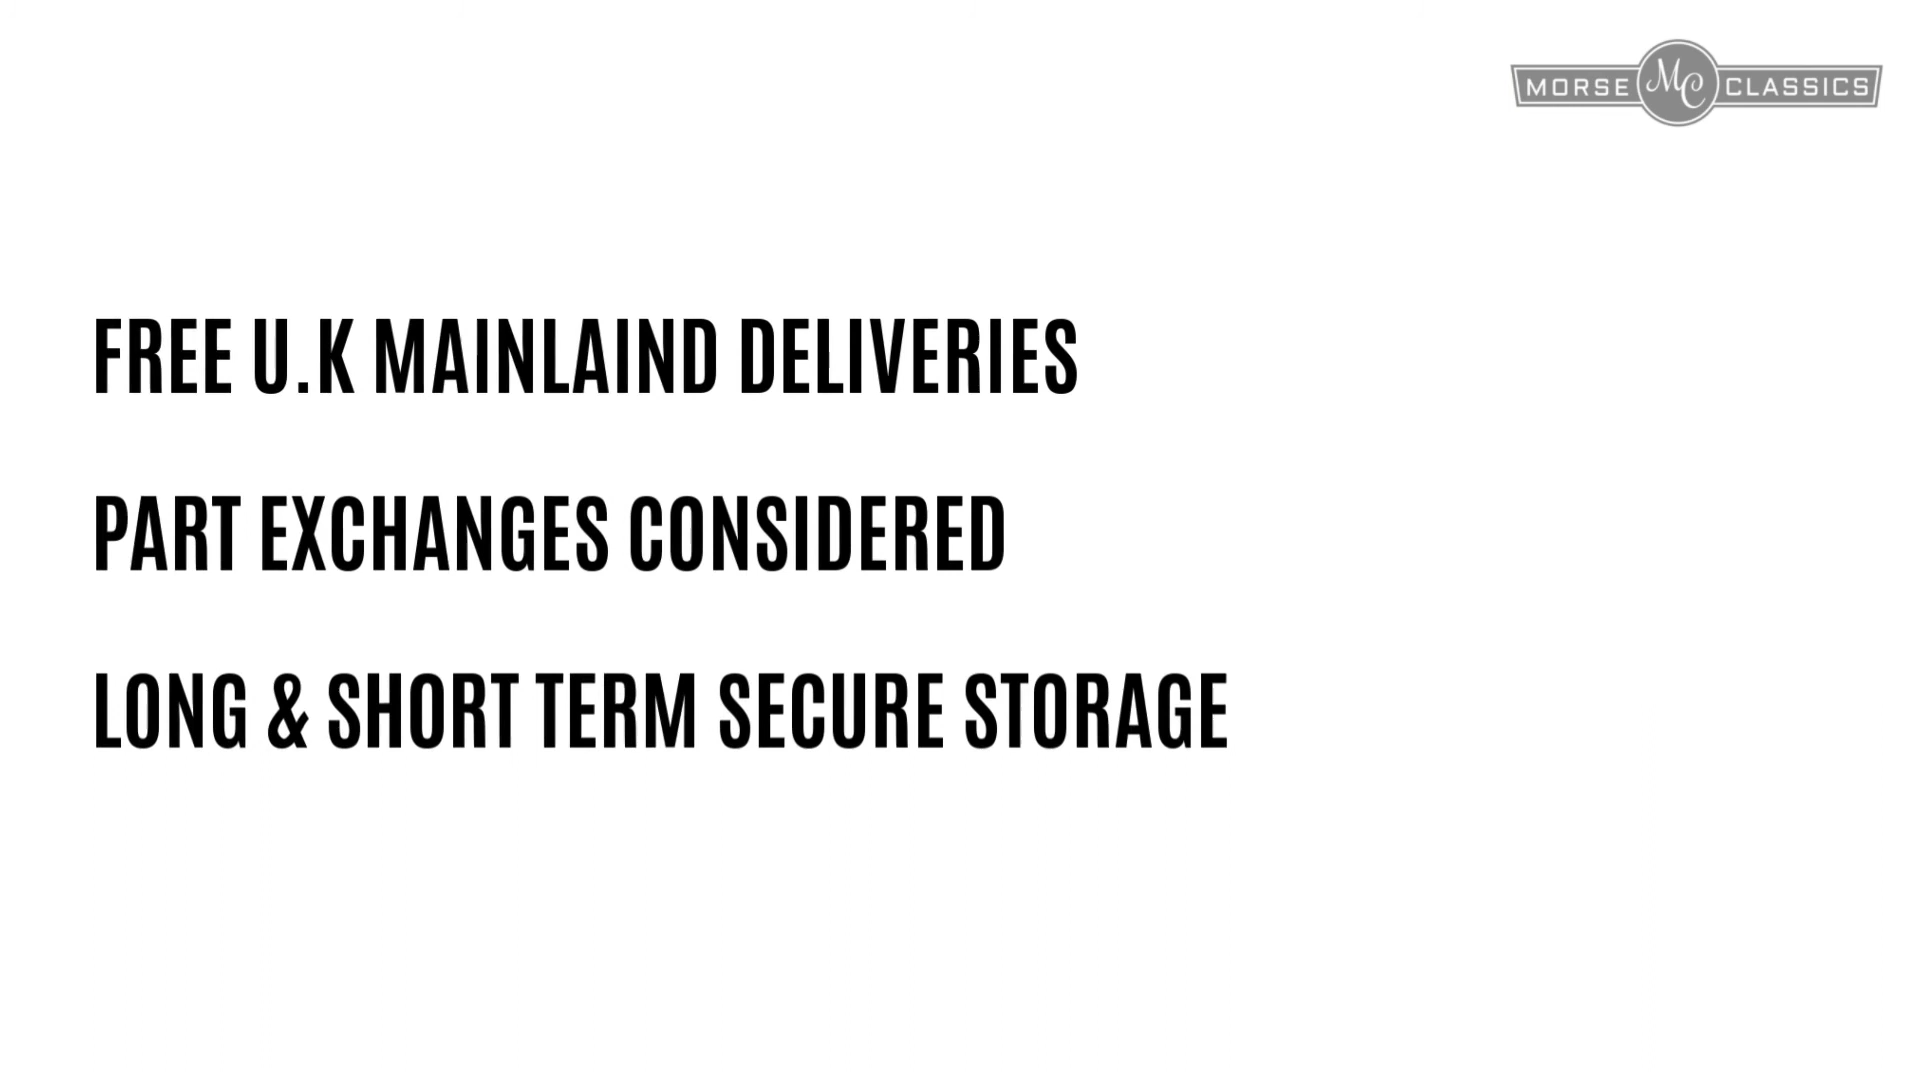 MORSE MC CLASSICS
FREE U.K MAINLAIND DELIVERIES
PART EXCHANGES CONSIDERED
LONG & SHORT TERM SECURE STORAGE